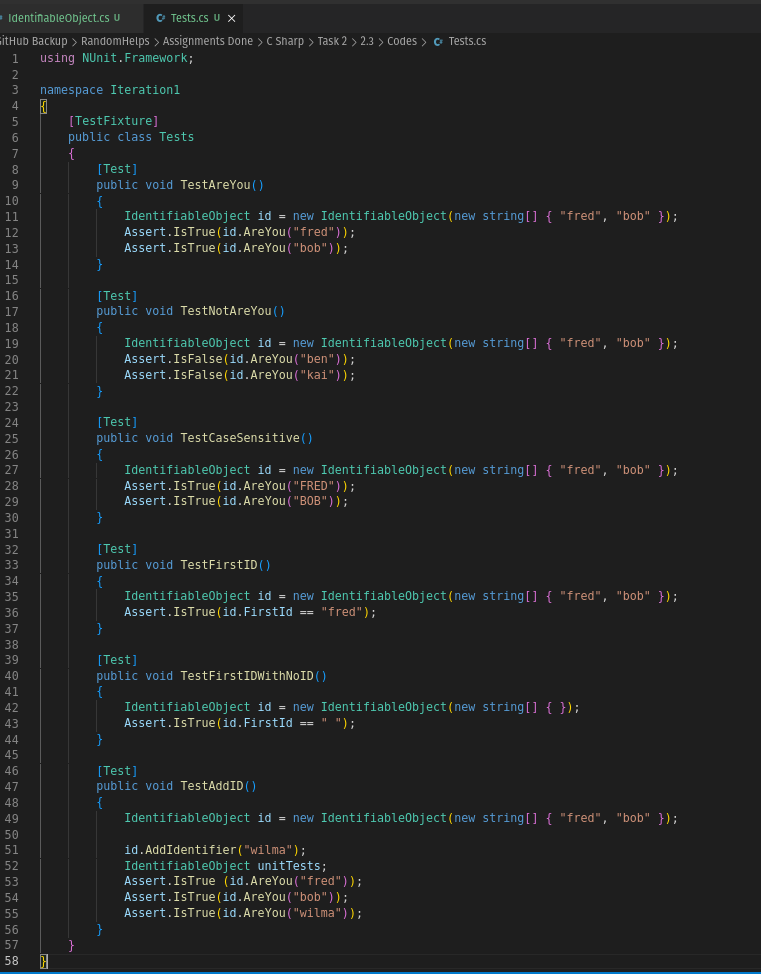 IdentifiableObject.cs U Tests.cs U ×
GitHub Backup > RandomHelps > Assignments Done > C Sharp > Task 2 > 2.3 > Codes > Tests.cs
1 using NUnit.Framework;
2
3 namespace Iteration1
4 {
5     [TestFixture]
6     public class Tests
7     {
8         [Test]
9         public void TestAreYou()
10         {
11             IdentifiableObject id = new IdentifiableObject(new string[] { "fred", "bob" });
12             Assert.IsTrue(id.AreYou("fred"));
13             Assert.IsTrue(id.AreYou("bob"));
14         }
15
16         [Test]
17         public void TestNotAreYou()
18         {
19             IdentifiableObject id = new IdentifiableObject(new string[] { "fred", "bob" });
20             Assert.IsFalse(id.AreYou("ben"));
21             Assert.IsFalse(id.AreYou("kai"));
22         }
23
24         [Test]
25         public void TestCaseSensitive()
26         {
27             IdentifiableObject id = new IdentifiableObject(new string[] { "fred", "bob" });
28             Assert.IsTrue(id.AreYou("FRED"));
29             Assert.IsTrue(id.AreYou("BOB"));
30         }
31
32         [Test]
33         public void TestFirstID()
34         {
35             IdentifiableObject id = new IdentifiableObject(new string[] { "fred", "bob" });
36             Assert.IsTrue(id.FirstId == "fred");
37         }
38
39         [Test]
40         public void TestFirstIDWithNoID()
41         {
42             IdentifiableObject id = new IdentifiableObject(new string[] { });
43             Assert.IsTrue(id.FirstId == " ");
44         }
45
46         [Test]
47         public void TestAddID()
48         {
49             IdentifiableObject id = new IdentifiableObject(new string[] { "fred", "bob" });
50
51             id.AddIdentifier("wilma");
52             IdentifiableObject unitTests;
53             Assert.IsTrue (id.AreYou("fred"));
54             Assert.IsTrue(id.AreYou("bob"));
55             Assert.IsTrue(id.AreYou("wilma"));
56         }
57     }
58 }